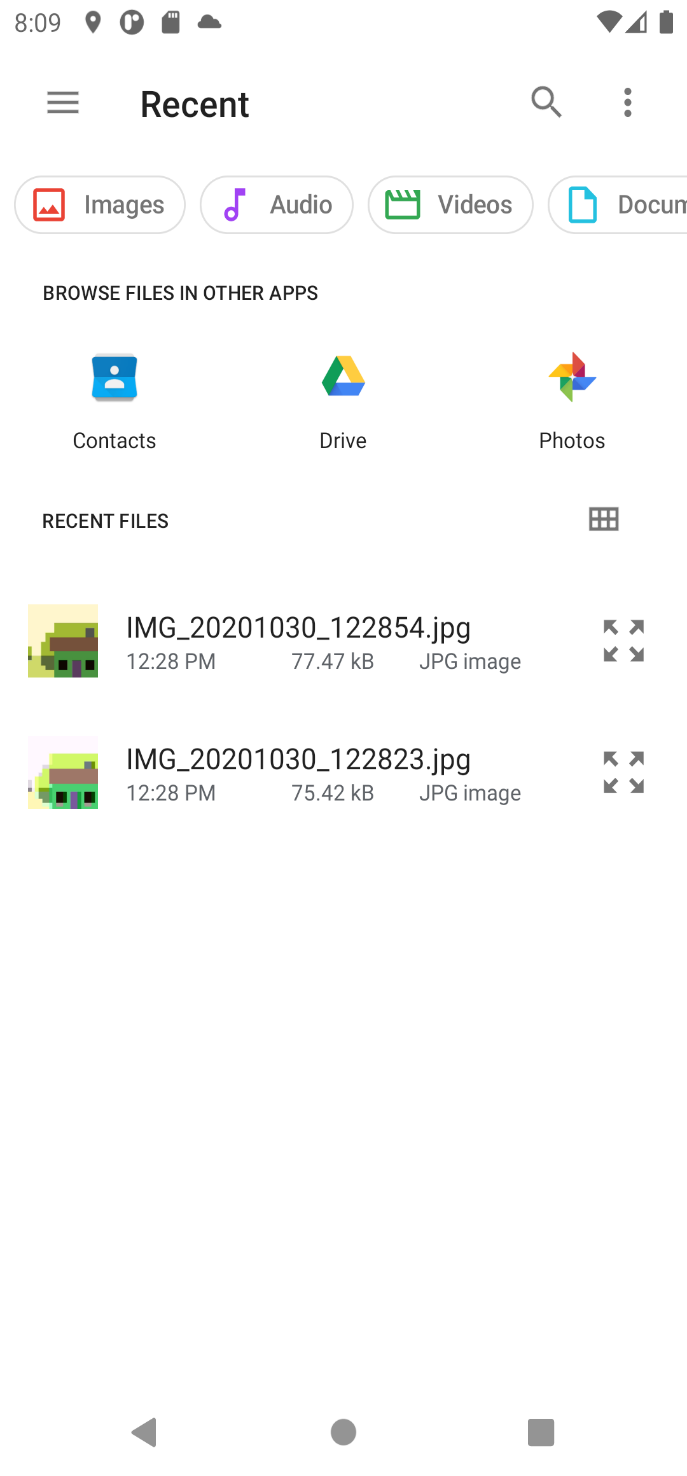 8:09
Recent
Images
Audio
Videos
Docum
BROWSE FILES IN OTHER APPS
Contacts
Drive
Photos
RECENT FILES
IMG_20201030_122854.jpg
12:28 PM 77.47 kB JPG image
IMG_20201030_122823.jpg
12:28 PM 75.42 kB JPG image